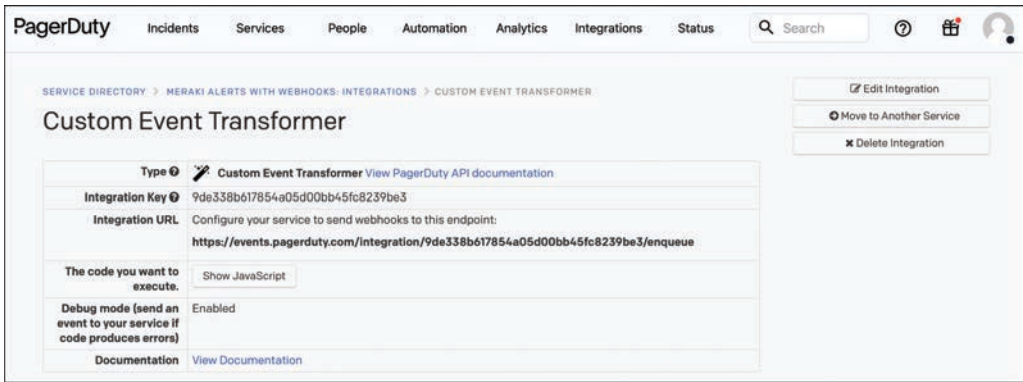 PagerDuty Incidents Services People Automation Analytics Integrations Status Search
SERVICE DIRECTORY > MERAKI ALERTS WITH WEBHOOKS: INTEGRATIONS > CUSTOM EVENT TRANSFORMER
Custom Event Transformer
Edit Integration
Move to Another Service
Delete Integration
Type Custom Event Transformer View PagerDuty API documentation
Integration Key 9de338b617854a05d00bb45fc8239be3
Integration URL Configure your service to send webhooks to this endpoint:
https://events.pagerduty.com/integration/9de338b617854a05d00bb45fc8239be3/enqueue
The code you want to execute. Show JavaScript
Debug mode (send an event to your service if code produces errors) Enabled
Documentation View Documentation